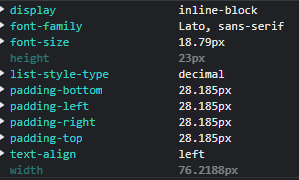 display inline-block
font-family Lato, sans-serif
font-size 18.79px
height 23px
list-style-type decimal
padding-bottom 28.185px
padding-left 28.185px
padding-right 28.185px
padding-top 28.185px
text-align left
width 76.2188px